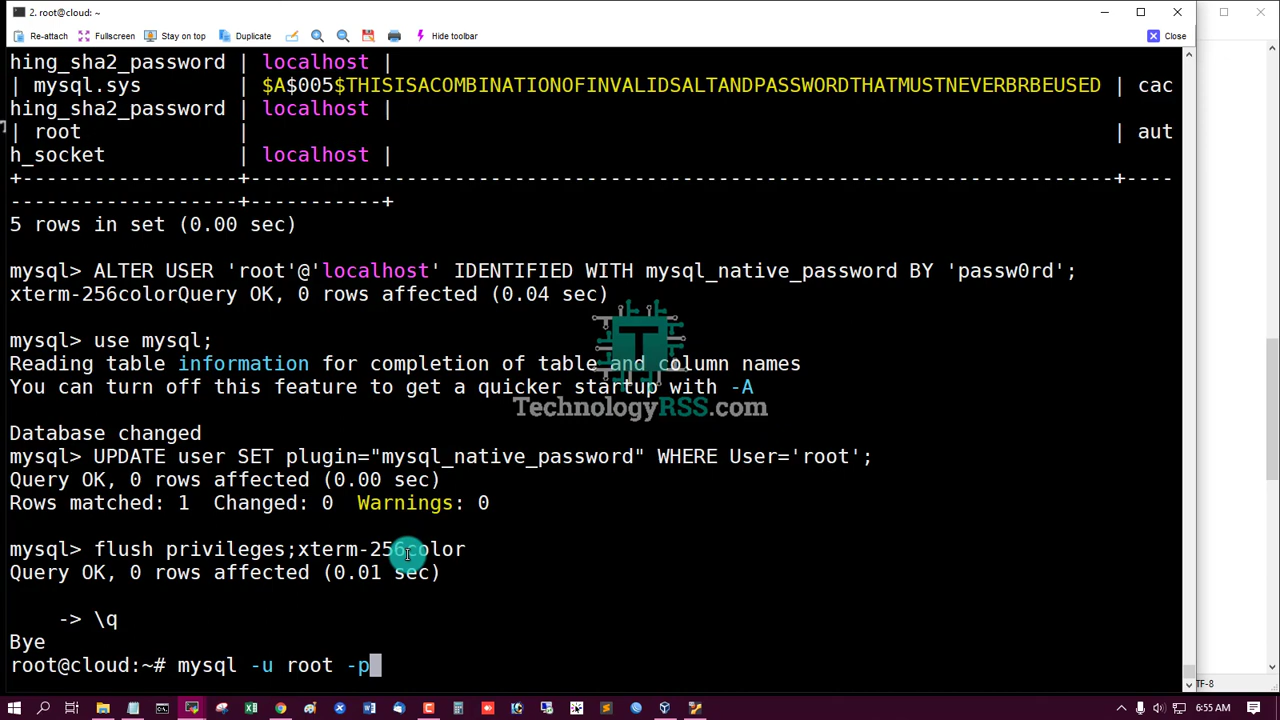 2. root@cloud: ~
Re-attach Fullscreen Stay on top Duplicate Hide toolbar Close
hing_sha2_password | localhost |
| mysql.sys | $A$005$THISISACOMBINATIONOFINVALIDSALTANDPASSWORDTHATMUSTNEVERBRBEUSED | cac
hing_sha2_password | localhost |
| root | | aut
h_socket | localhost |
+------------------+------------------------------------------------------------------------+----
-------------------+-----------+
5 rows in set (0.00 sec)
mysql> ALTER USER 'root'@'localhost' IDENTIFIED WITH mysql_native_password BY 'passw0rd';
xterm-256colorQuery OK, 0 rows affected (0.04 sec)
mysql> use mysql;
Reading table information for completion of table and column names
You can turn off this feature to get a quicker startup with -A
TechnologyRSS.com
Database changed
mysql> UPDATE user SET plugin="mysql_native_password" WHERE User='root';
Query OK, 0 rows affected (0.00 sec)
Rows matched: 1 Changed: 0 Warnings: 0
mysql> flush privileges;xterm-256color
Query OK, 0 rows affected (0.01 sec)
-> \q
Bye
root@cloud:~# mysql -u root -p
TF-8
6:55 AM